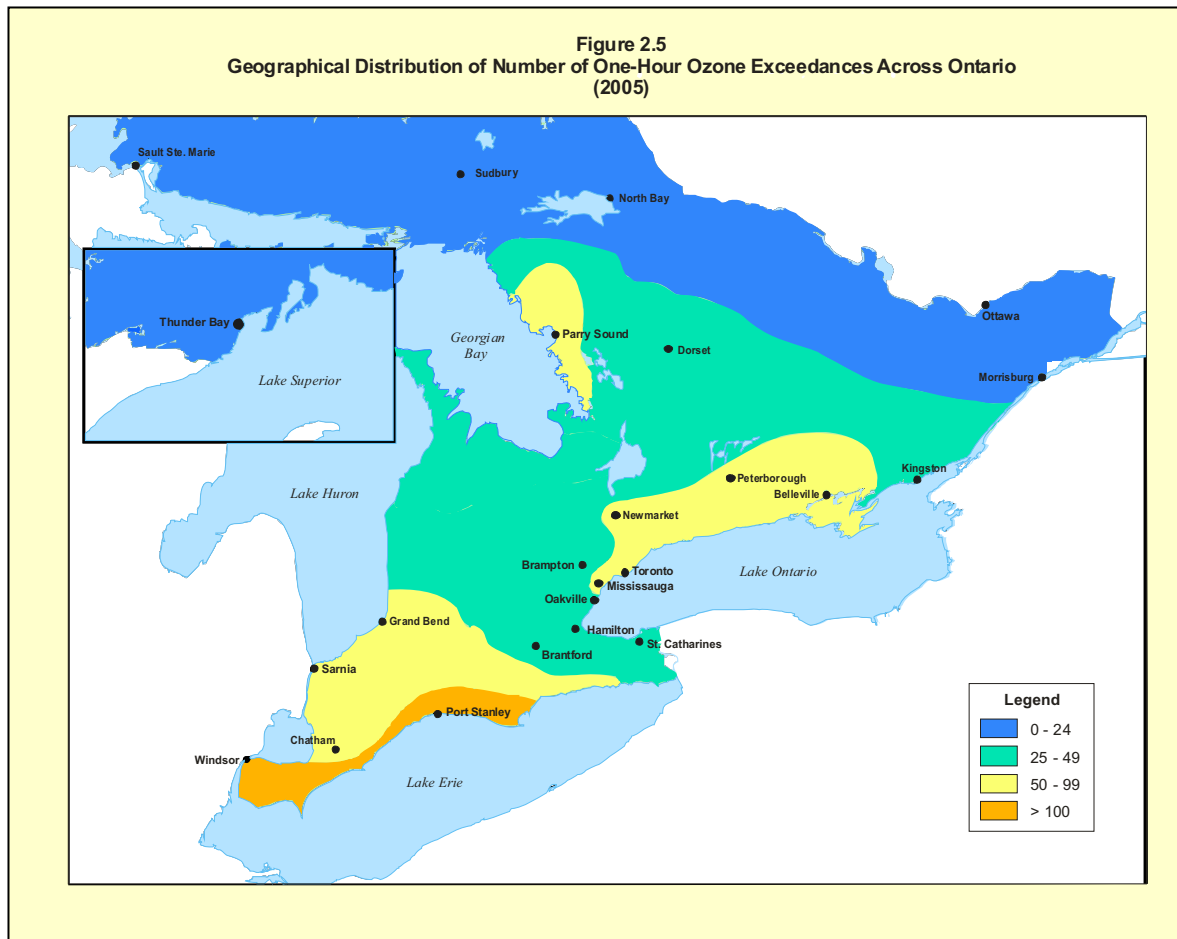 Figure 2.5
Geographical Distribution of Number of One-Hour Ozone Exceedances Across Ontario
(2005)
Sault Ste. Marie
Sudbury
North Bay
Thunder Bay
Lake Superior
Georgian
Bay
Parry Sound
Dorset
Ottawa
Morrisburg
Lake Huron
Peterborough
Belleville
Kingston
Newmarket
Brampton
Toronto
Mississauga
Lake Ontario
Oakville
Grand Bend
Hamilton
St. Catharines
Brantford
Sarnia
Port Stanley
Chatham
Windsor
Lake Erie
Legend
0 - 24
25 - 49
50 - 99
> 100